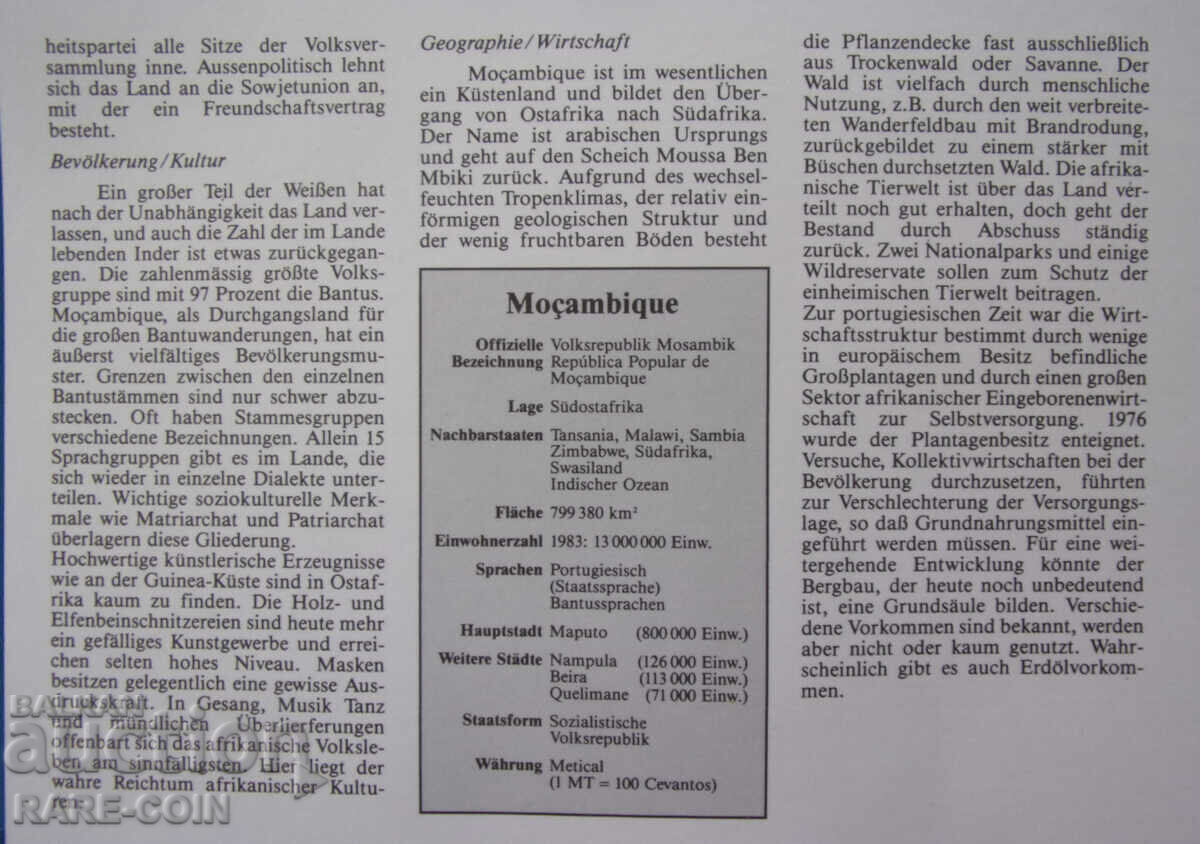 heitspartei alle Sitze der Volksver-
sammlung inne. Aussenpolitisch lehnt
sich das Land an die Sowjetunion an,
mit der ein Freundschaftsvertrag
besteht.
Bevölkerung/Kultur
Ein großer Teil der Weißen hat
nach der Unabhängigkeit das Land ver-
lassen, und auch die Zahl der im Lande
lebenden Inder ist etwas zurückgegan-
gen. Die zahlenmässig größte Volks-
gruppe sind mit 97 Prozent die Bantus.
Moçambique, als Durchgangsland für
die großen Bantuwanderungen, hat ein
äußerst vielfältiges Bevölkerungsmu-
ster. Grenzen zwischen den einzelnen
Bantustämmen sind nur schwer abzu-
stecken. Oft haben Stammesgruppen
verschiedene Bezeichnungen. Allein 15
Sprachgruppen gibt es im Lande, die
sich wieder in einzelne Dialekte unter-
teilen. Wichtige soziokulturelle Merk-
male wie Matriarchat und Patriarchat
überlagern diese Gliederung.
Hochwertige künstlerische Erzeugnisse
wie an der Guinea-Küste sind in Ostaf-
rika kaum zu finden. Die Holz- und
Elfenbeinschnitzereien sind heute mehr
ein gefälliges Kunstgewerbe und errei-
chen selten hohes Niveau. Masken
besitzen gelegentlich eine gewisse Aus-
druckskraft. In Gesang, Musik Tanz
und mündlichen Überlierferungen
offenbart sich das afrikanische Volksle-
ben am sinnfälligsten. Hier liegt der
wahre Reichtum afrikanischer Kultu-
ren.
Geographie/Wirtschaft
Moçambique ist im wesentlichen
ein Küstenland und bildet den Über-
gang von Ostafrika nach Südafrika.
Der Name ist arabischen Ursprungs
und geht auf den Scheich Moussa Ben
Mbiki zurück. Aufgrund des wechsel-
feuchten Tropenklimas, der relativ ein-
förmigen geologischen Struktur und
der wenig fruchtbaren Böden besteht
Moçambique
Offizielle Volksrepublik Mosambik
Bezeichnung República Popular de
Moçambique
Lage Südostafrika
Nachbarstaaten Tansania, Malawi, Sambia
Zimbabwe, Südafrika,
Swasiland
Indischer Ozean
Fläche 799 380 km²
Einwohnerzahl 1983: 13 000 000 Einw.
Sprachen Portugiesisch
(Staatssprache)
Bantussprachen
Hauptstadt Maputo (800 000 Einw.)
Weitere Städte Nampula (126 000 Einw.)
Beira (113 000 Einw.)
Quelimane (71 000 Einw.)
Staatsform Sozialistische
Volksrepublik
Währung Metical
(1 MT = 100 Cevantos)
die Pflanzendecke fast ausschließlich
aus Trockenwald oder Savanne. Der
Wald ist vielfach durch menschliche
Nutzung, z.B. durch den weit verbreite-
ten Wanderfeldbau mit Brandrodung,
zurückgebildet zu einem stärker mit
Büschen durchsetzten Wald. Die afrika-
nische Tierwelt ist über das Land ver-
teilt noch gut erhalten, doch geht der
Bestand durch Abschuss ständig
zurück. Zwei Nationalparks und einige
Wildreservate sollen zum Schutz der
einheimischen Tierwelt beitragen.
Zur portugiesischen Zeit war die Wirt-
schaftsstruktur bestimmt durch wenige
in europäischem Besitz befindliche
Großplantagen und durch einen großen
Sektor afrikanischer Eingeborenenwirt-
schaft zur Selbstversorgung. 1976
wurde der Plantagenbesitz enteignet.
Versuche, Kollektivwirtschaften bei der
Bevölkerung durchzusetzen, führten
zur Verschlechterung der Versorgungs-
lage, so daß Grundnahrungsmittel ein-
geführt werden müssen. Für eine wei-
tergehende Entwicklung könnte der
Bergbau, der heute noch unbedeutend
ist, eine Grundsäule bilden. Verschie-
dene Vorkommen sind bekannt, werden
aber nicht oder kaum genutzt. Wahr-
scheinlich gibt es auch Erdölvorkom-
men.
BALKAN
auction
RARE-COIN